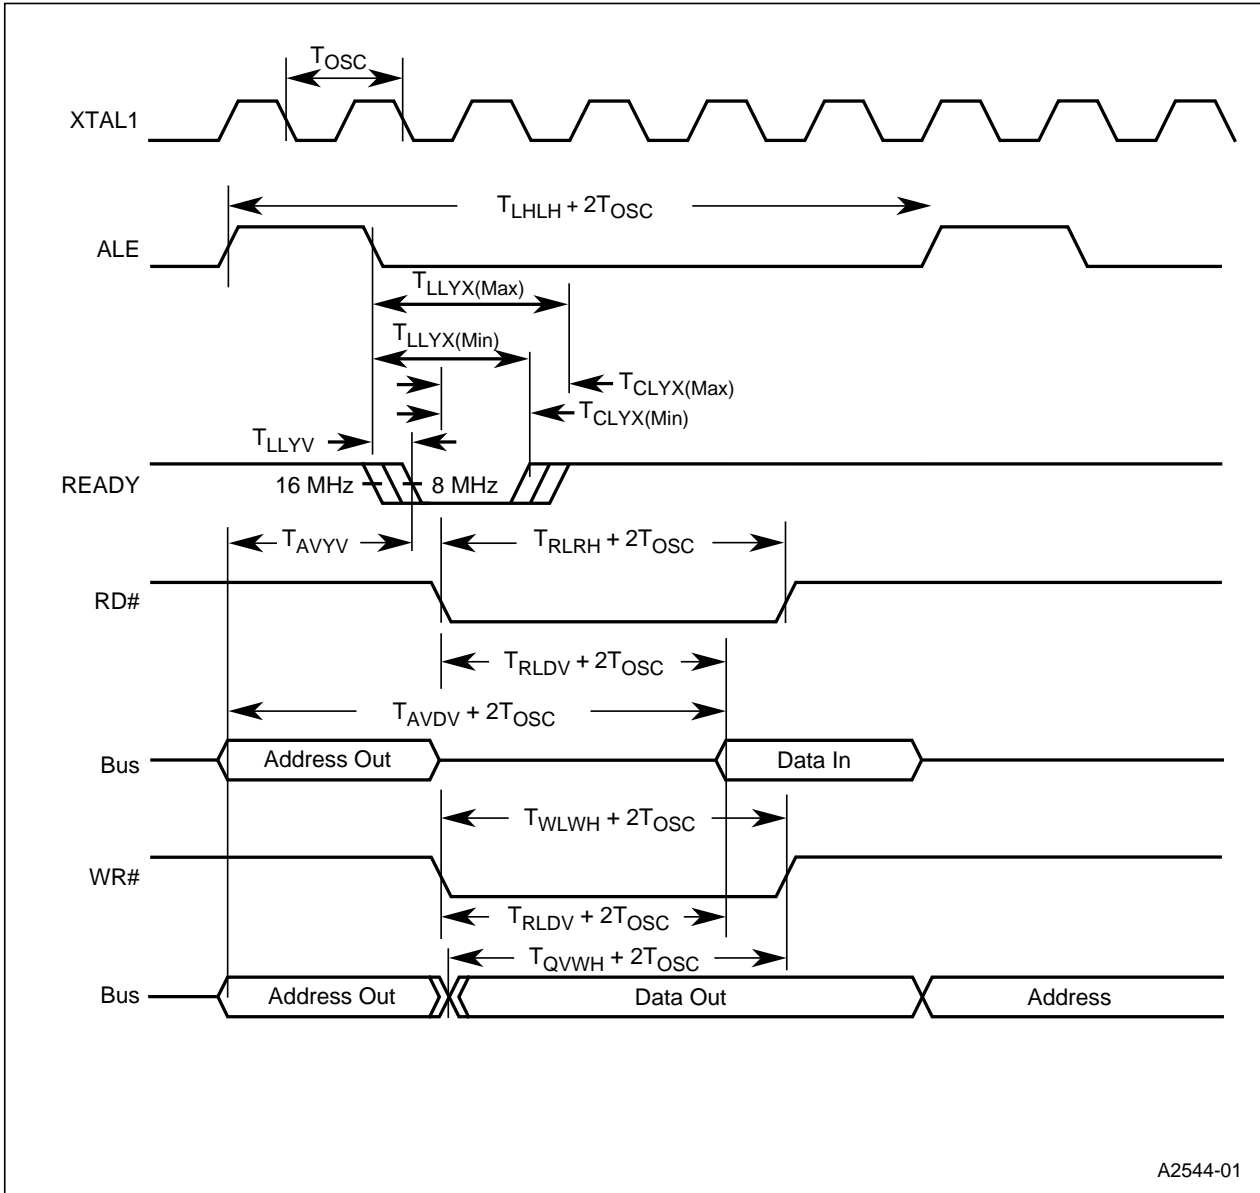 TOSC
XTAL1
TLHLH + 2TOSC
ALE
TLLYX(Max)
TLLYX(Min)
TCLYX(Max)
TCLYX(Min)
TLLYV
READY
16 MHz
8 MHz
TAVYV
TRLRH + 2TOSC
RD#
TRLDV + 2TOSC
TAVDV + 2TOSC
Bus
Address Out
Data In
TWLWH + 2TOSC
WR#
TRLDV + 2TOSC
TQVWH + 2TOSC
Bus
Address Out
Data Out
Address
A2544-01